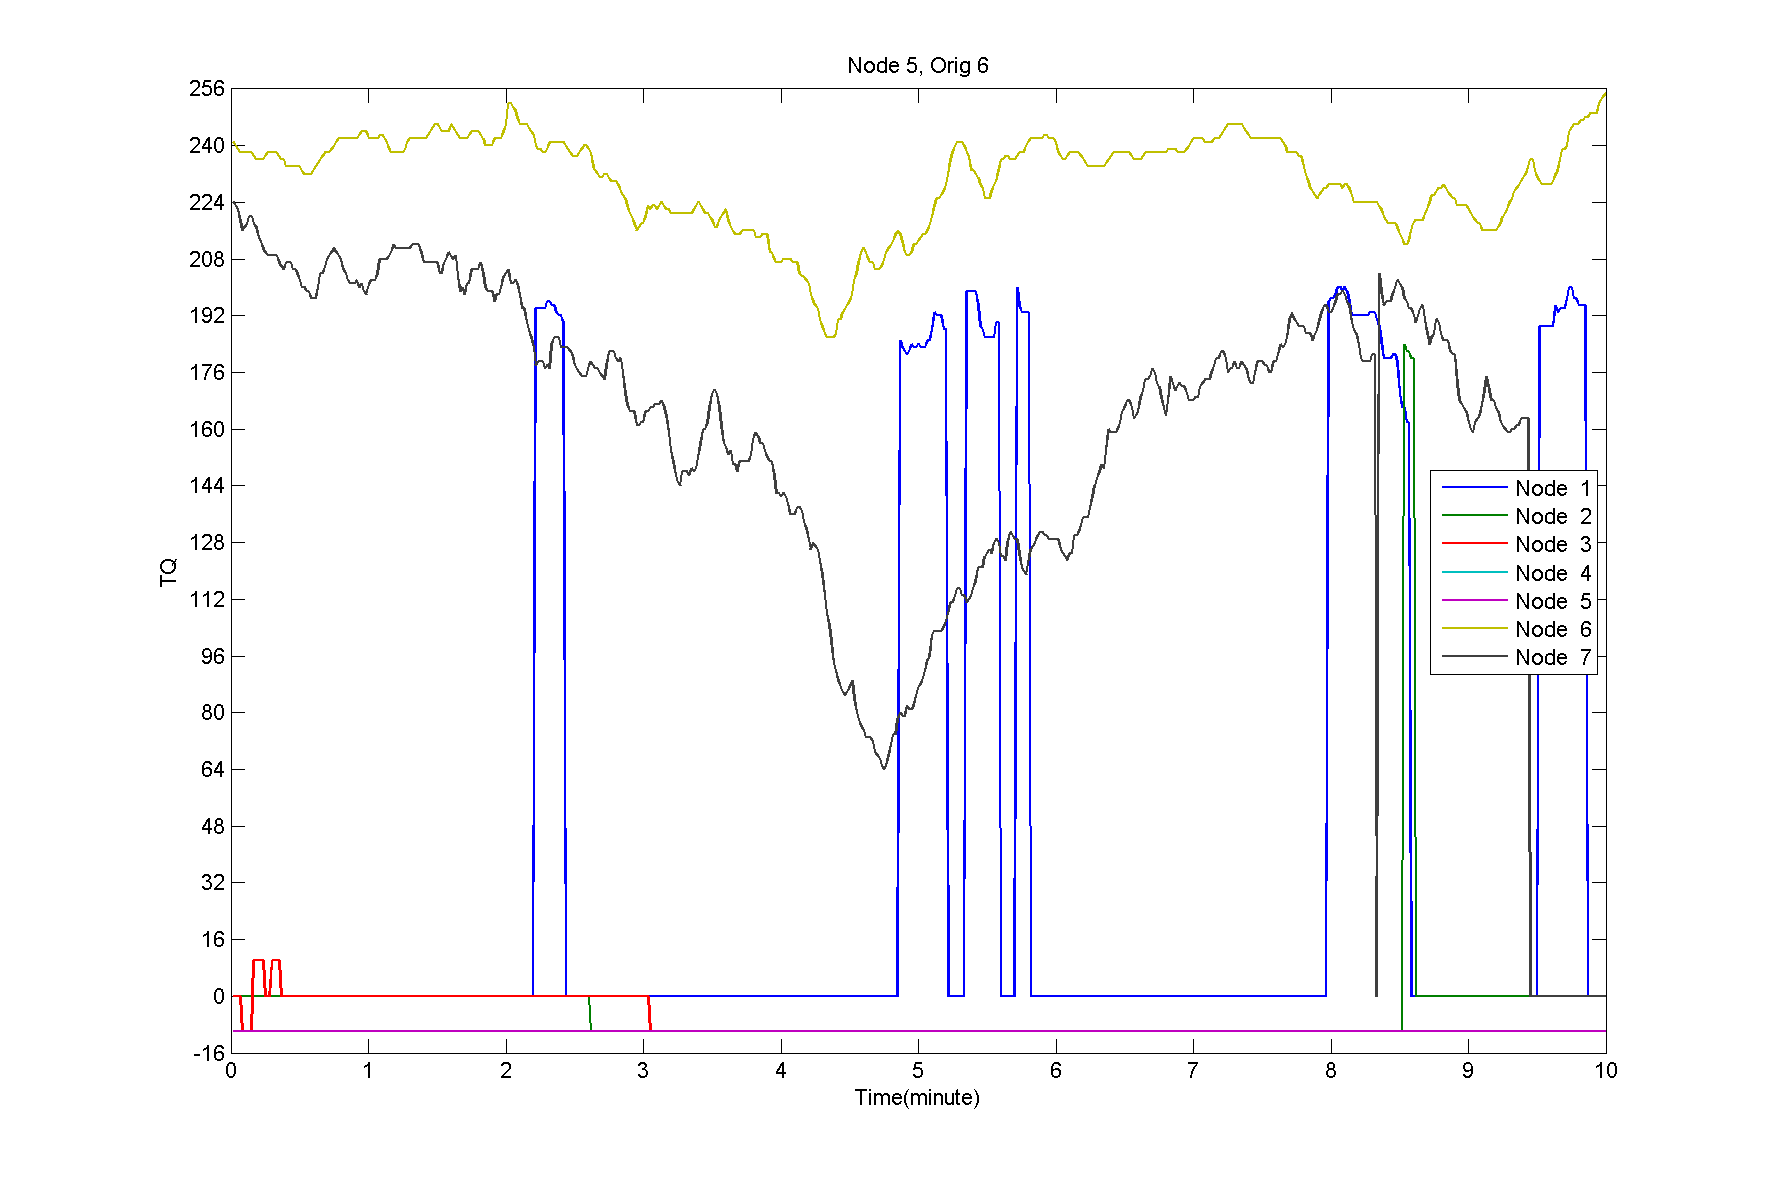 Node 5, Orig 6
256
240
224
208
192
176
160
144
128
112
96
80
64
48
32
16
0
-16
TQ
Node 1
Node 2
Node 3
Node 4
Node 5
Node 6
Node 7
0 1 2 3 4 5 6 7 8 9 10
Time(minute)